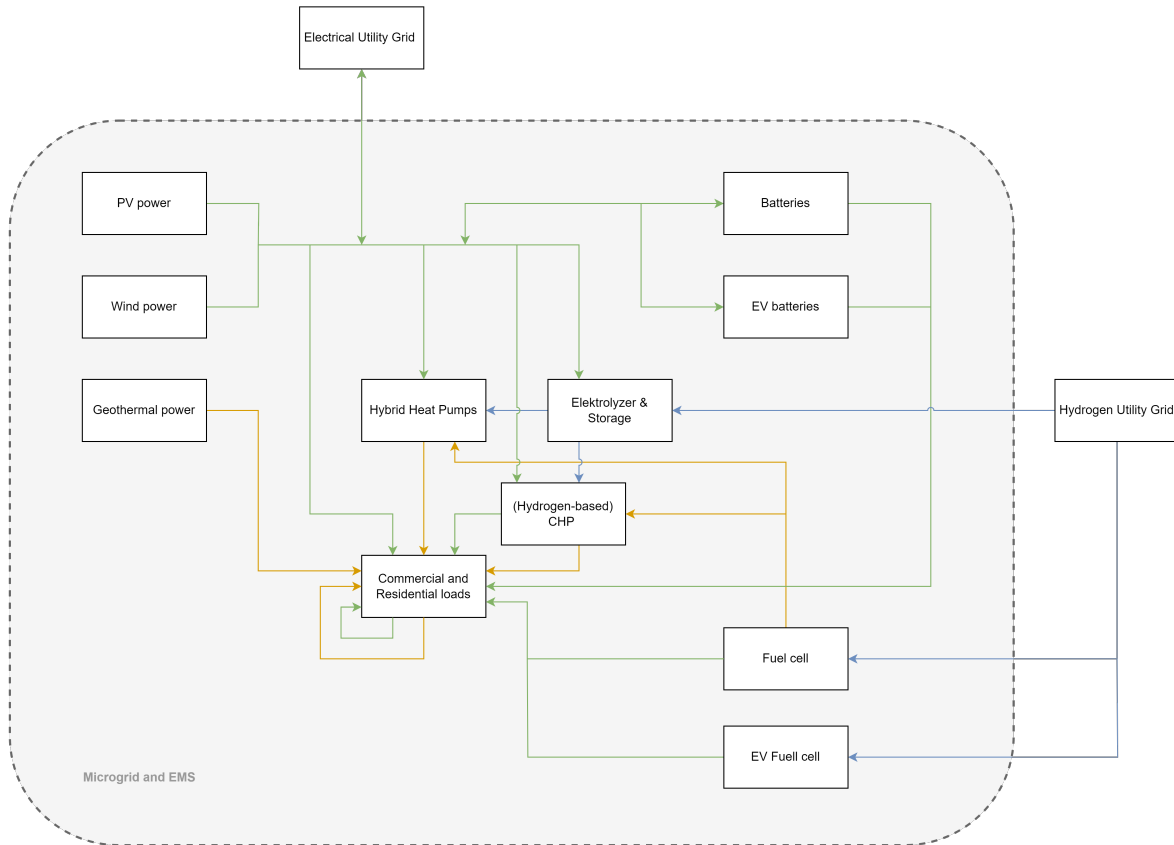 Electrical Utility Grid
PV power
Batteries
Wind power
EV batteries
Geothermal power
Hybrid Heat Pumps
Elektrolyzer &
Storage
Hydrogen Utility Grid
(Hydrogen-based)
CHP
Commercial and
Residential loads
Fuel cell
EV Fuell cell
Microgrid and EMS